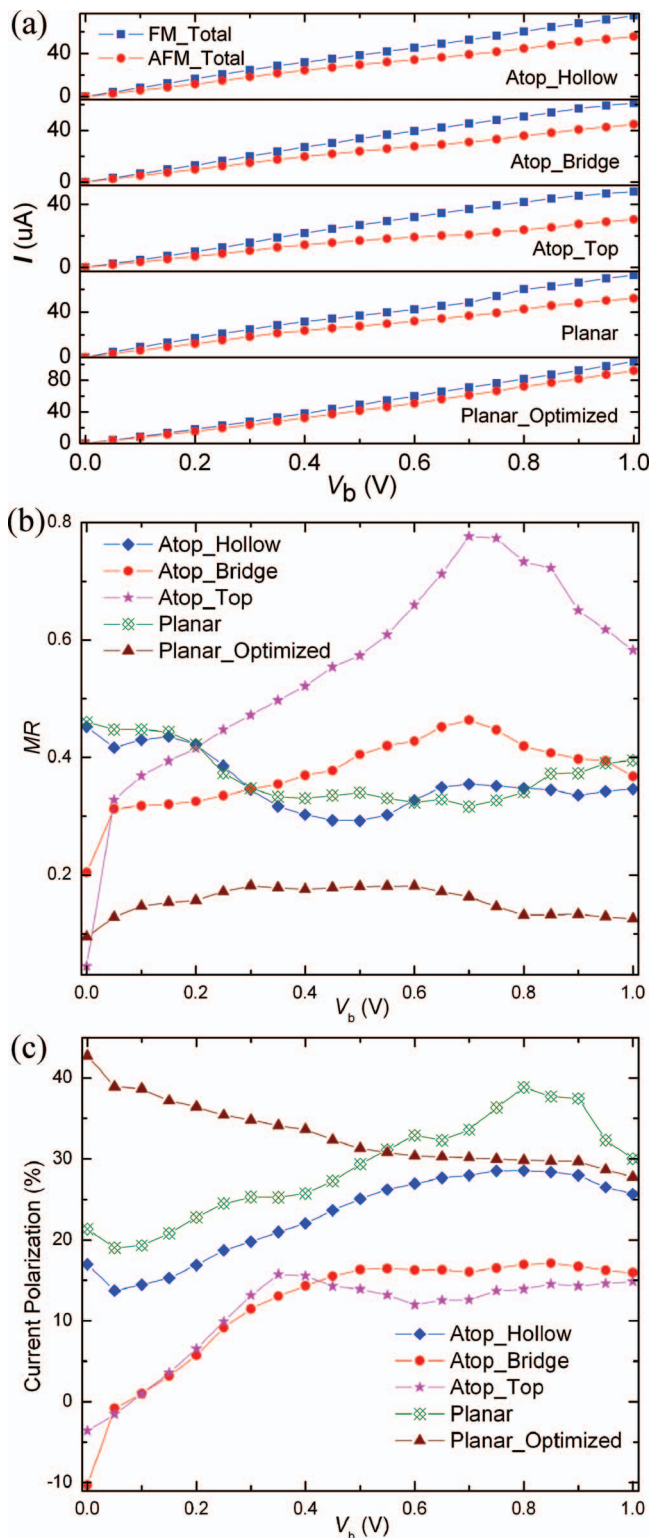 (a)
FM_Total
AFM_Total
40
0
Atop_Hollow
40
0
Atop_Bridge
I (uA)
40
0
Atop_Top
40
0
Planar
80
40
0
Planar_Optimized
0.0 0.2 0.4 0.6 0.8 1.0
Vb (V)
(b)
0.8
0.6
0.4
0.2
MR
Atop_Hollow
Atop_Bridge
Atop_Top
Planar
Planar_Optimized
0.0 0.2 0.4 0.6 0.8 1.0
Vb (V)
(c)
40
30
20
10
0
-10
Current Polarization (%)
Atop_Hollow
Atop_Bridge
Atop_Top
Planar
Planar_Optimized
0.0 0.2 0.4 0.6 0.8 1.0
Vb (V)